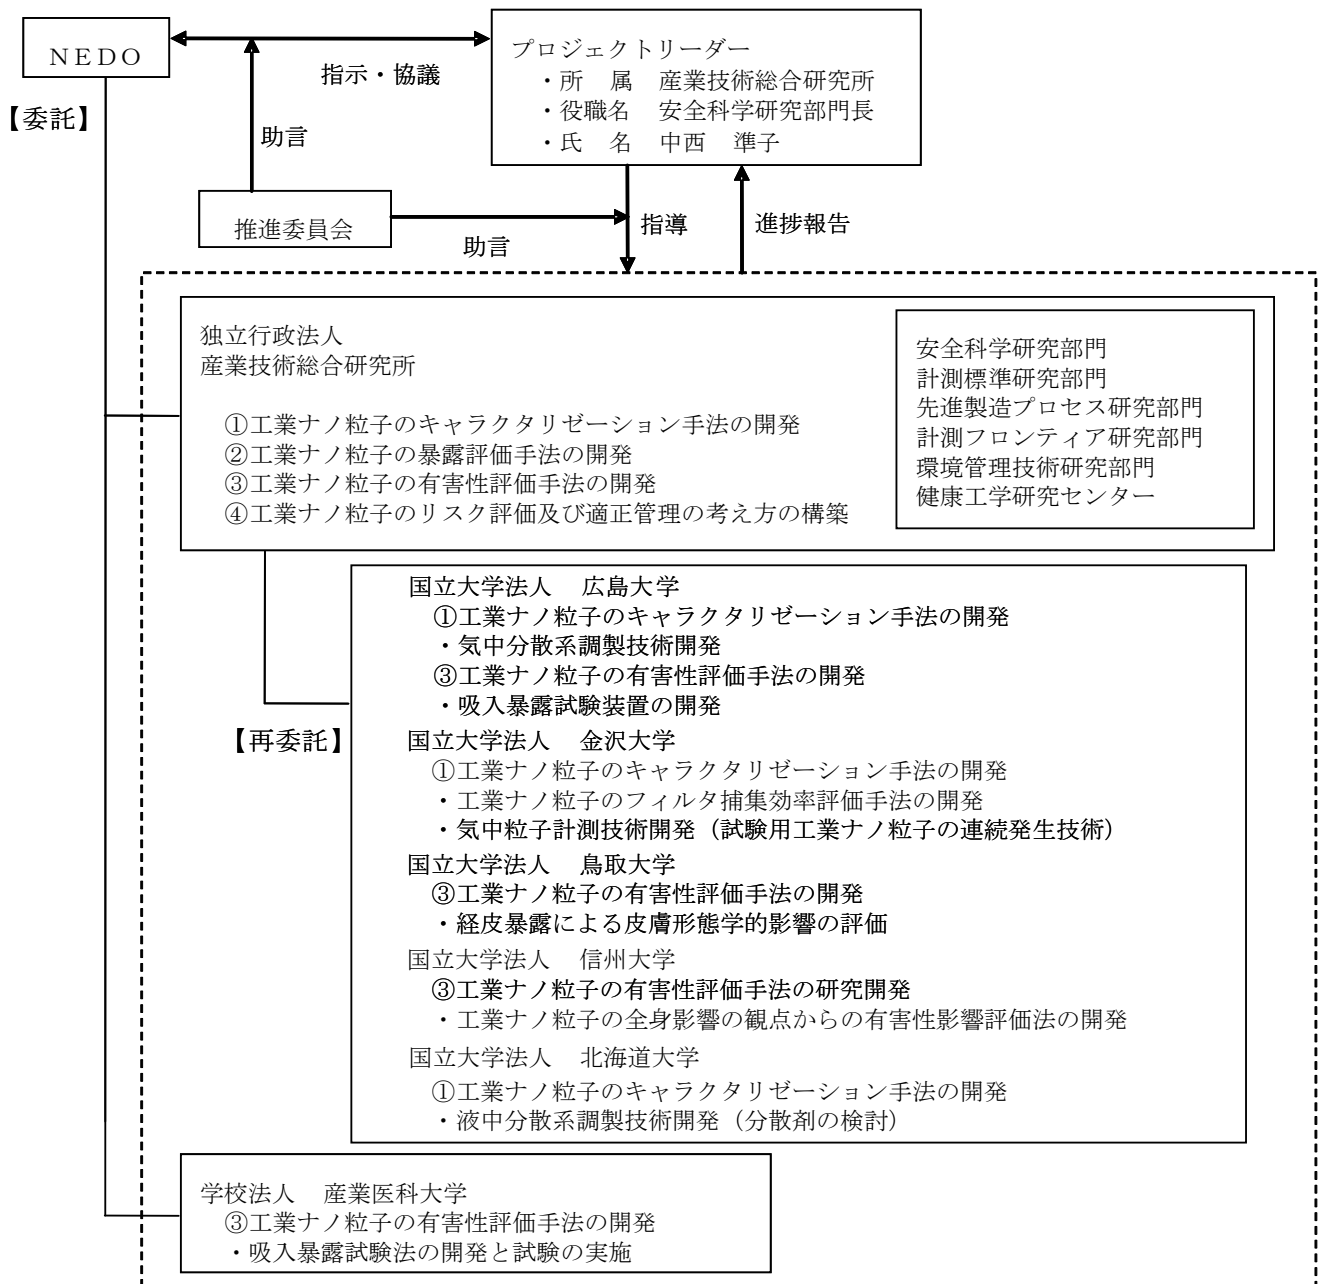 NEDO
プロジェクトリーダー
・所　属　産業技術総合研究所
・役職名　安全科学研究部門長
・氏　名　中西　準子
指示・協議
【委託】
助言
推進委員会
助言
指導
進捗報告
独立行政法人
産業技術総合研究所
①工業ナノ粒子のキャラクタリゼーション手法の開発
②工業ナノ粒子の暴露評価手法の開発
③工業ナノ粒子の有害性評価手法の開発
④工業ナノ粒子のリスク評価及び適正管理の考え方の構築
安全科学研究部門
計測標準研究部門
先進製造プロセス研究部門
計測フロンティア研究部門
環境管理技術研究部門
健康工学研究センター
【再委託】
国立大学法人　広島大学
①工業ナノ粒子のキャラクタリゼーション手法の開発
・気中分散系調製技術開発
③工業ナノ粒子の有害性評価手法の開発
・吸入暴露試験装置の開発
国立大学法人　金沢大学
①工業ナノ粒子のキャラクタリゼーション手法の開発
・工業ナノ粒子のフィルタ捕集効率評価手法の開発
・気中粒子計測技術開発（試験用工業ナノ粒子の連続発生技術）
国立大学法人　鳥取大学
③工業ナノ粒子の有害性評価手法の開発
・経皮暴露による皮膚形態学的影響の評価
国立大学法人　信州大学
③工業ナノ粒子の有害性評価手法の研究開発
・工業ナノ粒子の全身影響の観点からの有害性影響評価法の開発
国立大学法人　北海道大学
①工業ナノ粒子のキャラクタリゼーション手法の開発
・液中分散系調製技術開発（分散剤の検討）
学校法人　産業医科大学
③工業ナノ粒子の有害性評価手法の開発
・吸入暴露試験法の開発と試験の実施